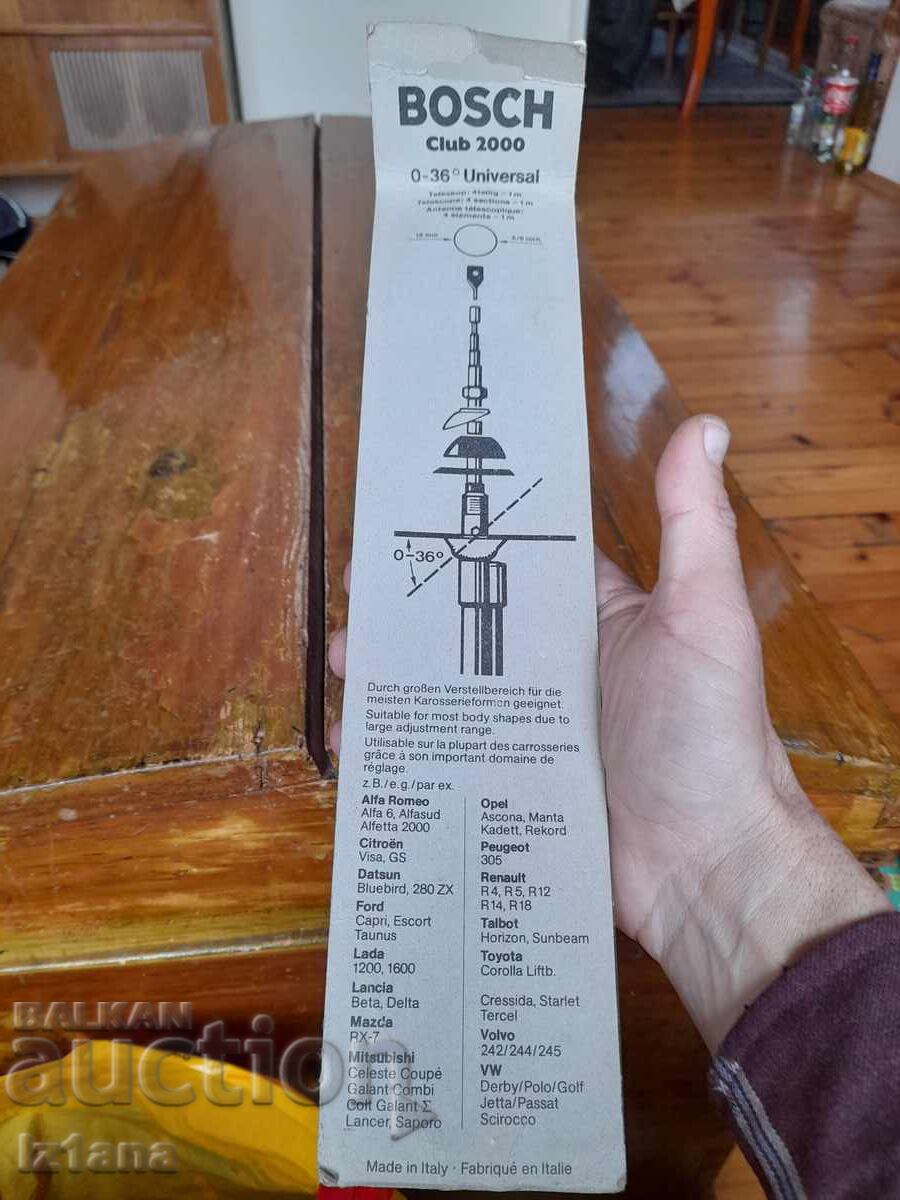 BOSCH
Club 2000
0-36° Universal
Teleskop: 4teilig - 1m
Telescope: 4 sections - 1m
Antenne télescopique:
4 éléments - 1m
0-36°
Durch großen Verstellbereich für die
meisten Karosserieformen geeignet.
Suitable for most body shapes due to
large adjustment range.
Utilisable sur la plupart des carrosseries
grâce à son important domaine de
réglage.
z.B./e.g./par ex.
Alfa Romeo
Alfa 6, Alfasud
Alfetta 2000
Citroën
Visa, GS
Datsun
Bluebird, 280 ZX
Ford
Capri, Escort
Taunus
Lada
1200, 1600
Lancia
Beta, Delta
Mazda
RX-7
Mitsubishi
Celeste Coupé
Galant Combi
Colt Galant Σ
Lancer, Saporo
Opel
Ascona, Manta
Kadett, Rekord
Peugeot
305
Renault
R4, R5, R12
R14, R18
Talbot
Horizon, Sunbeam
Toyota
Corolla Liftb.
Cressida, Starlet
Tercel
Volvo
242/244/245
VW
Derby/Polo/Golf
Jetta/Passat
Scirocco
Made in Italy · Fabriqué en Italie
BALKAN
auction
Iz1ana